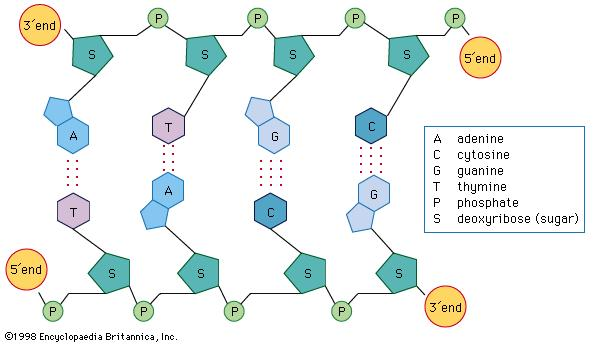 3′end P P P P
S S S S 5′end
A T G C
T A C G
5′end S S S S
P P P P 3′end
A adenine
C cytosine
G guanine
T thymine
P phosphate
S deoxyribose (sugar)
©1998 Encyclopaedia Britannica, Inc.